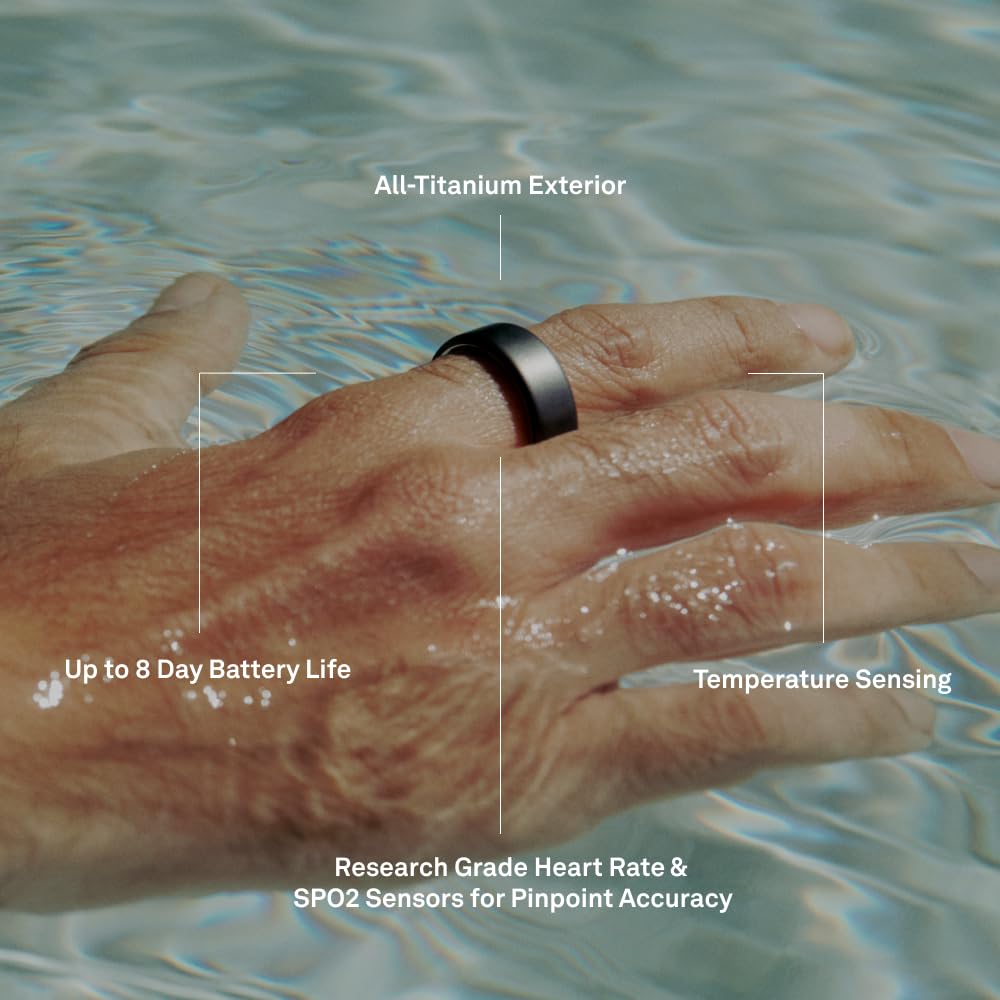 All-Titanium Exterior
Up to 8 Day Battery Life
Temperature Sensing
Research Grade Heart Rate &
SPO2 Sensors for Pinpoint Accuracy